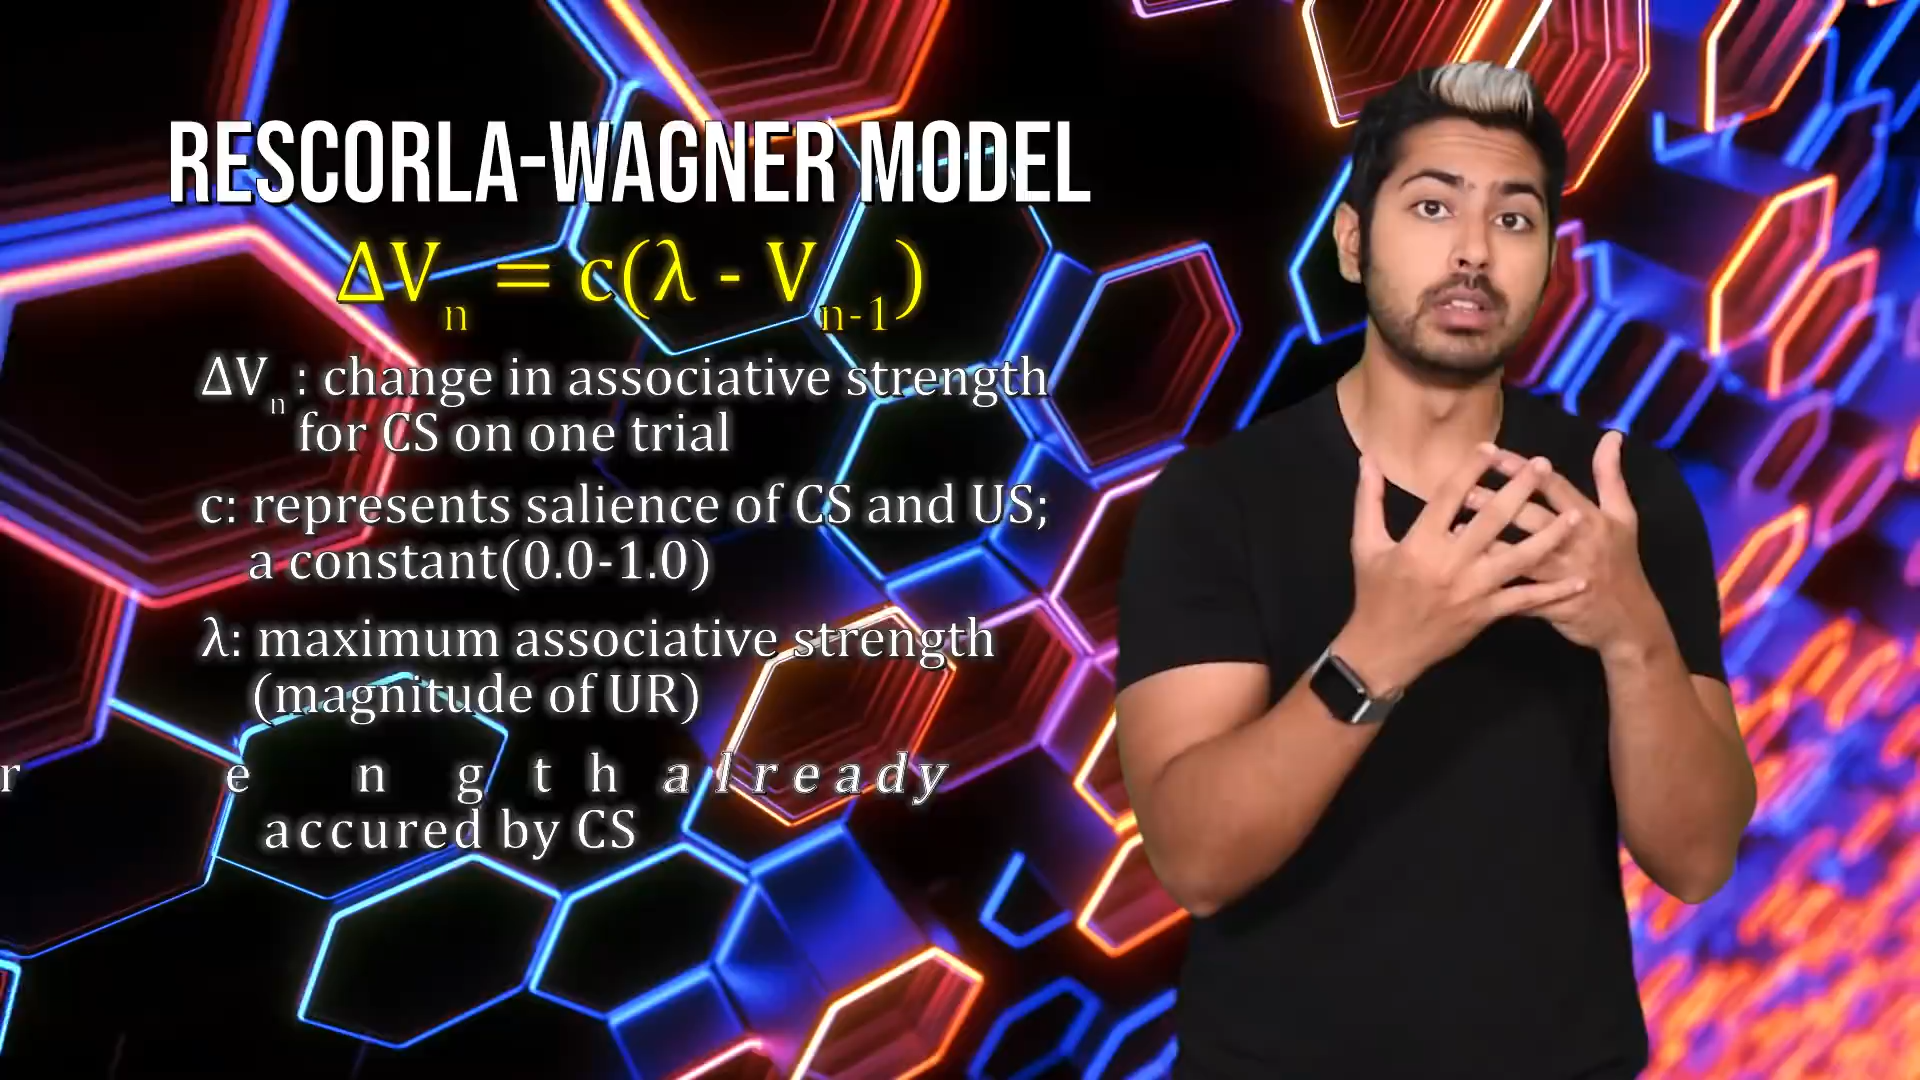 RESCORLA-WAGNER MODEL
ΔVn = c(λ - Vn-1)
ΔVn : change in associative strength
for CS on one trial
c: represents salience of CS and US;
a constant(0.0-1.0)
λ: maximum associative strength
(magnitude of UR)
r e n g t h already
accured by CS